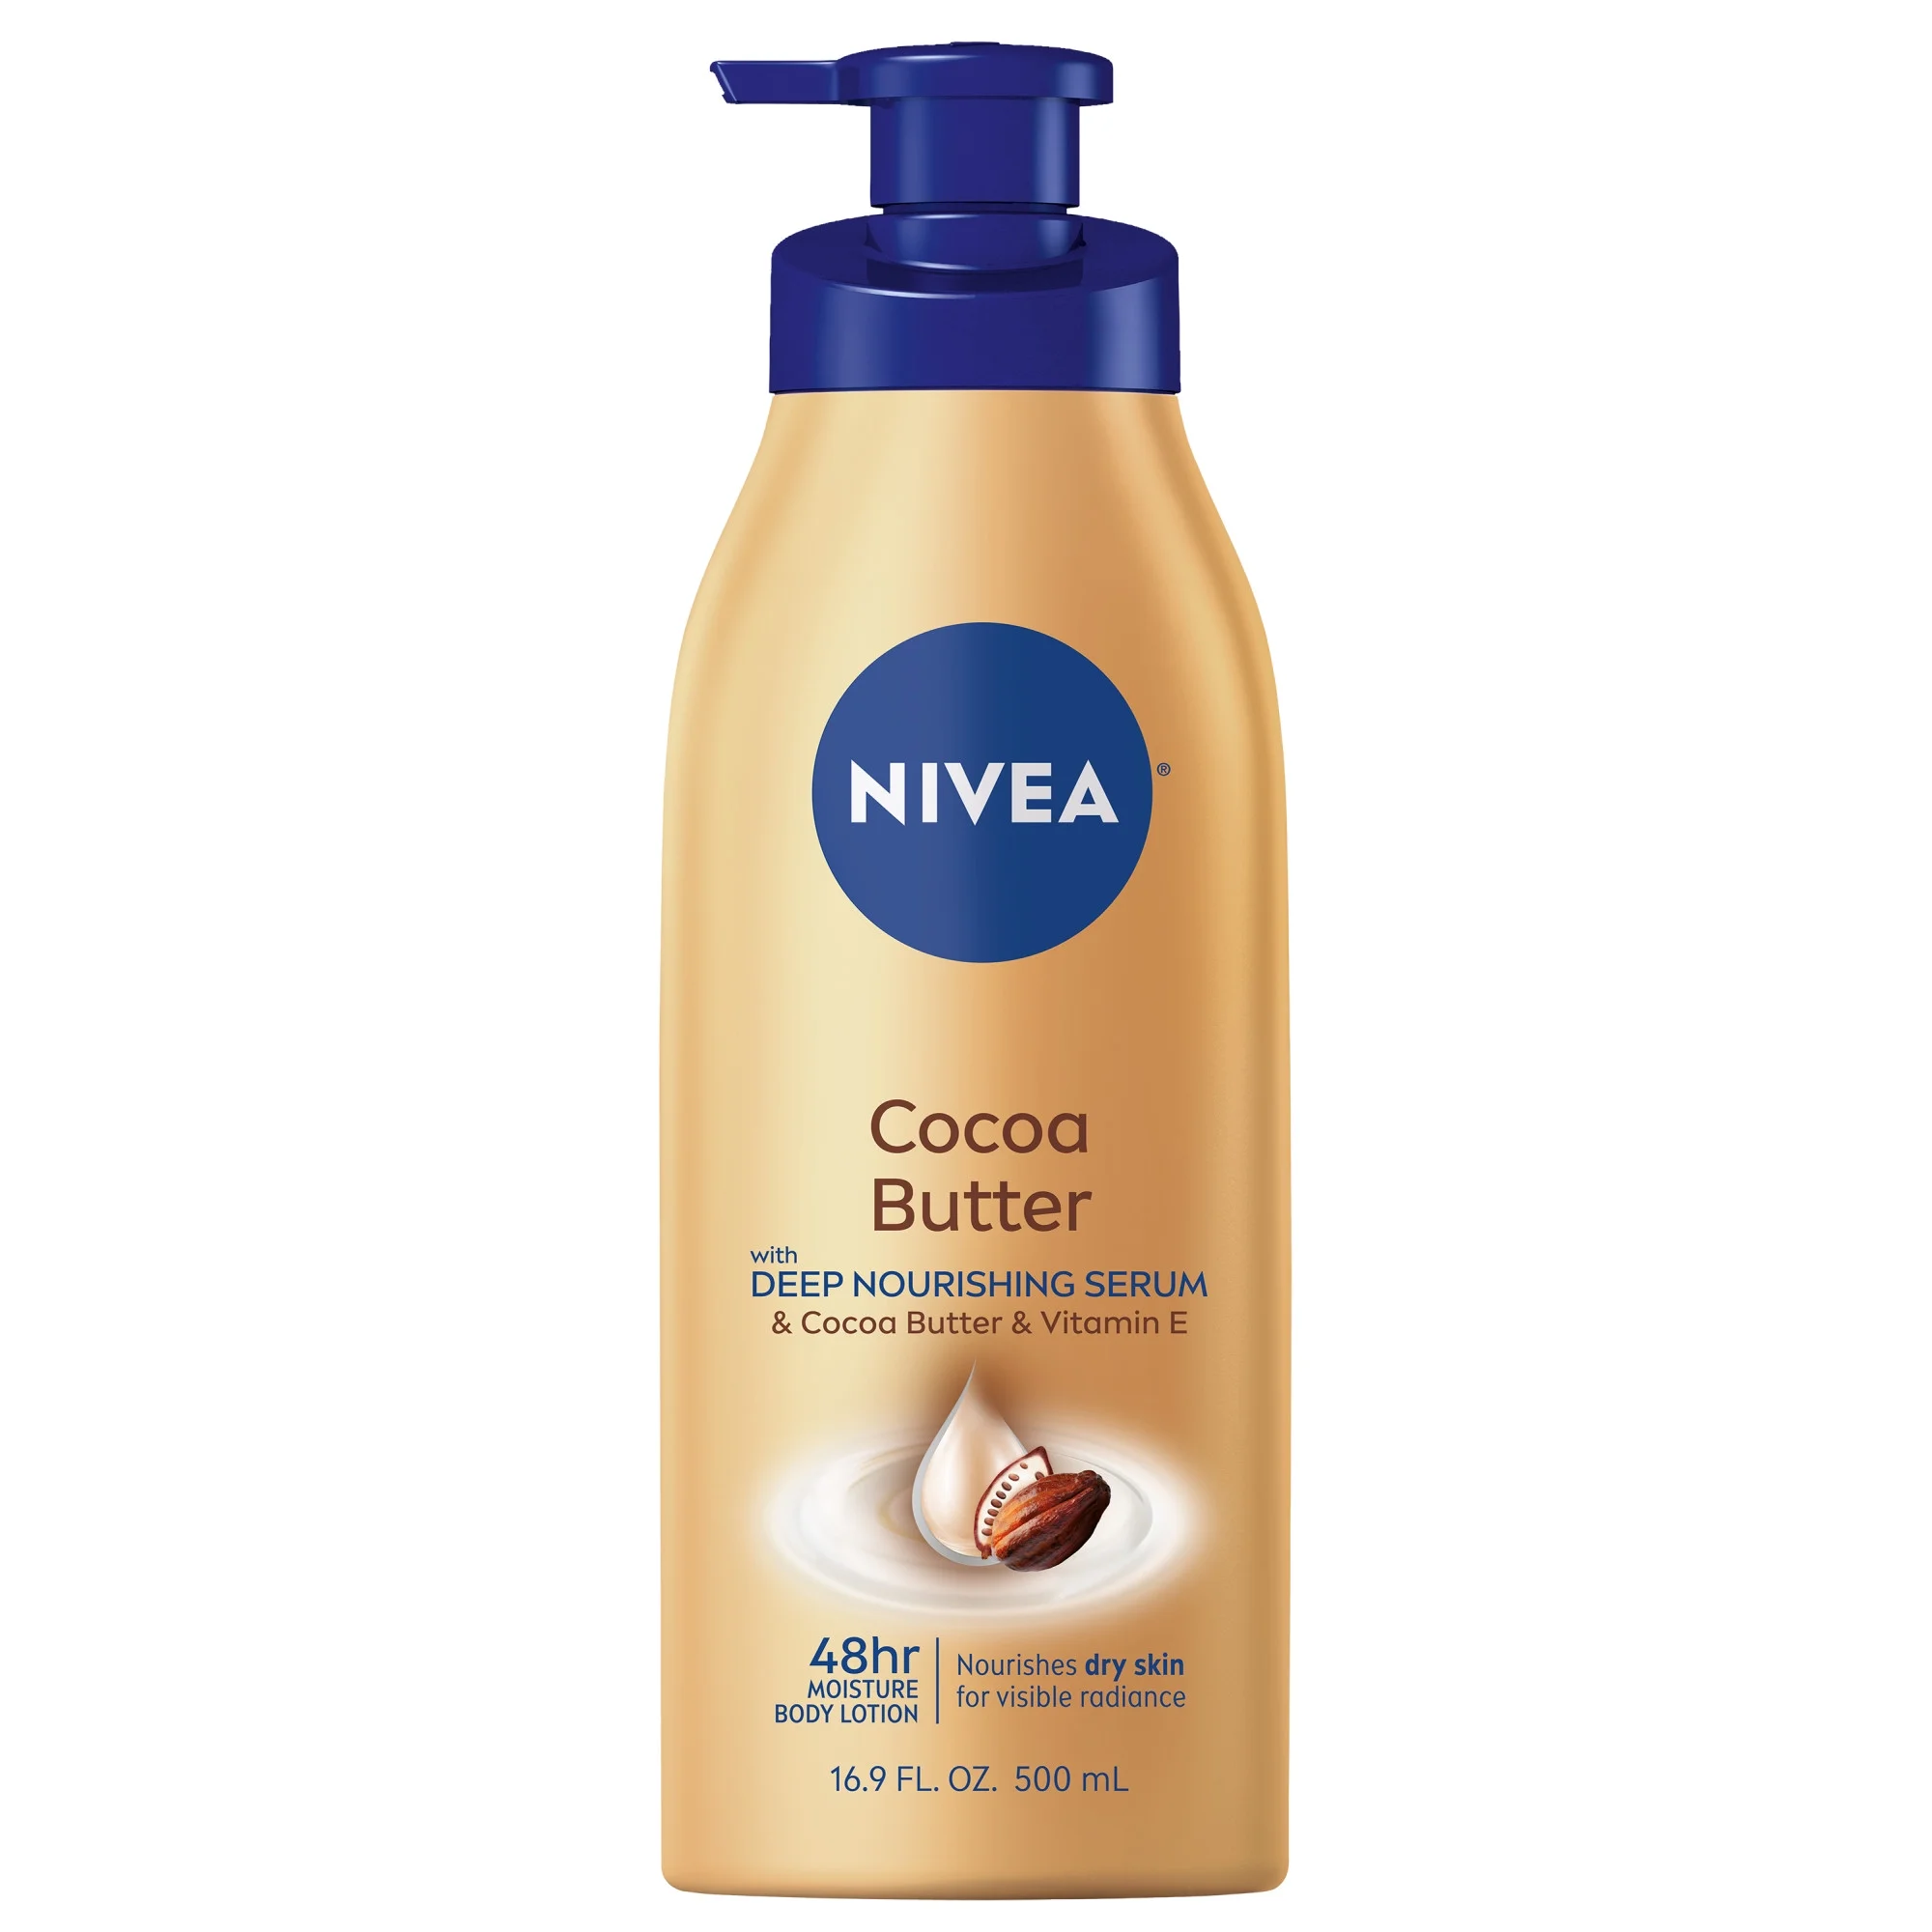 NIVEA®
Cocoa
Butter
with
DEEP NOURISHING SERUM
& Cocoa Butter & Vitamin E
48hr
MOISTURE
BODY LOTION
Nourishes dry skin
for visible radiance
16.9 FL. OZ. 500 mL